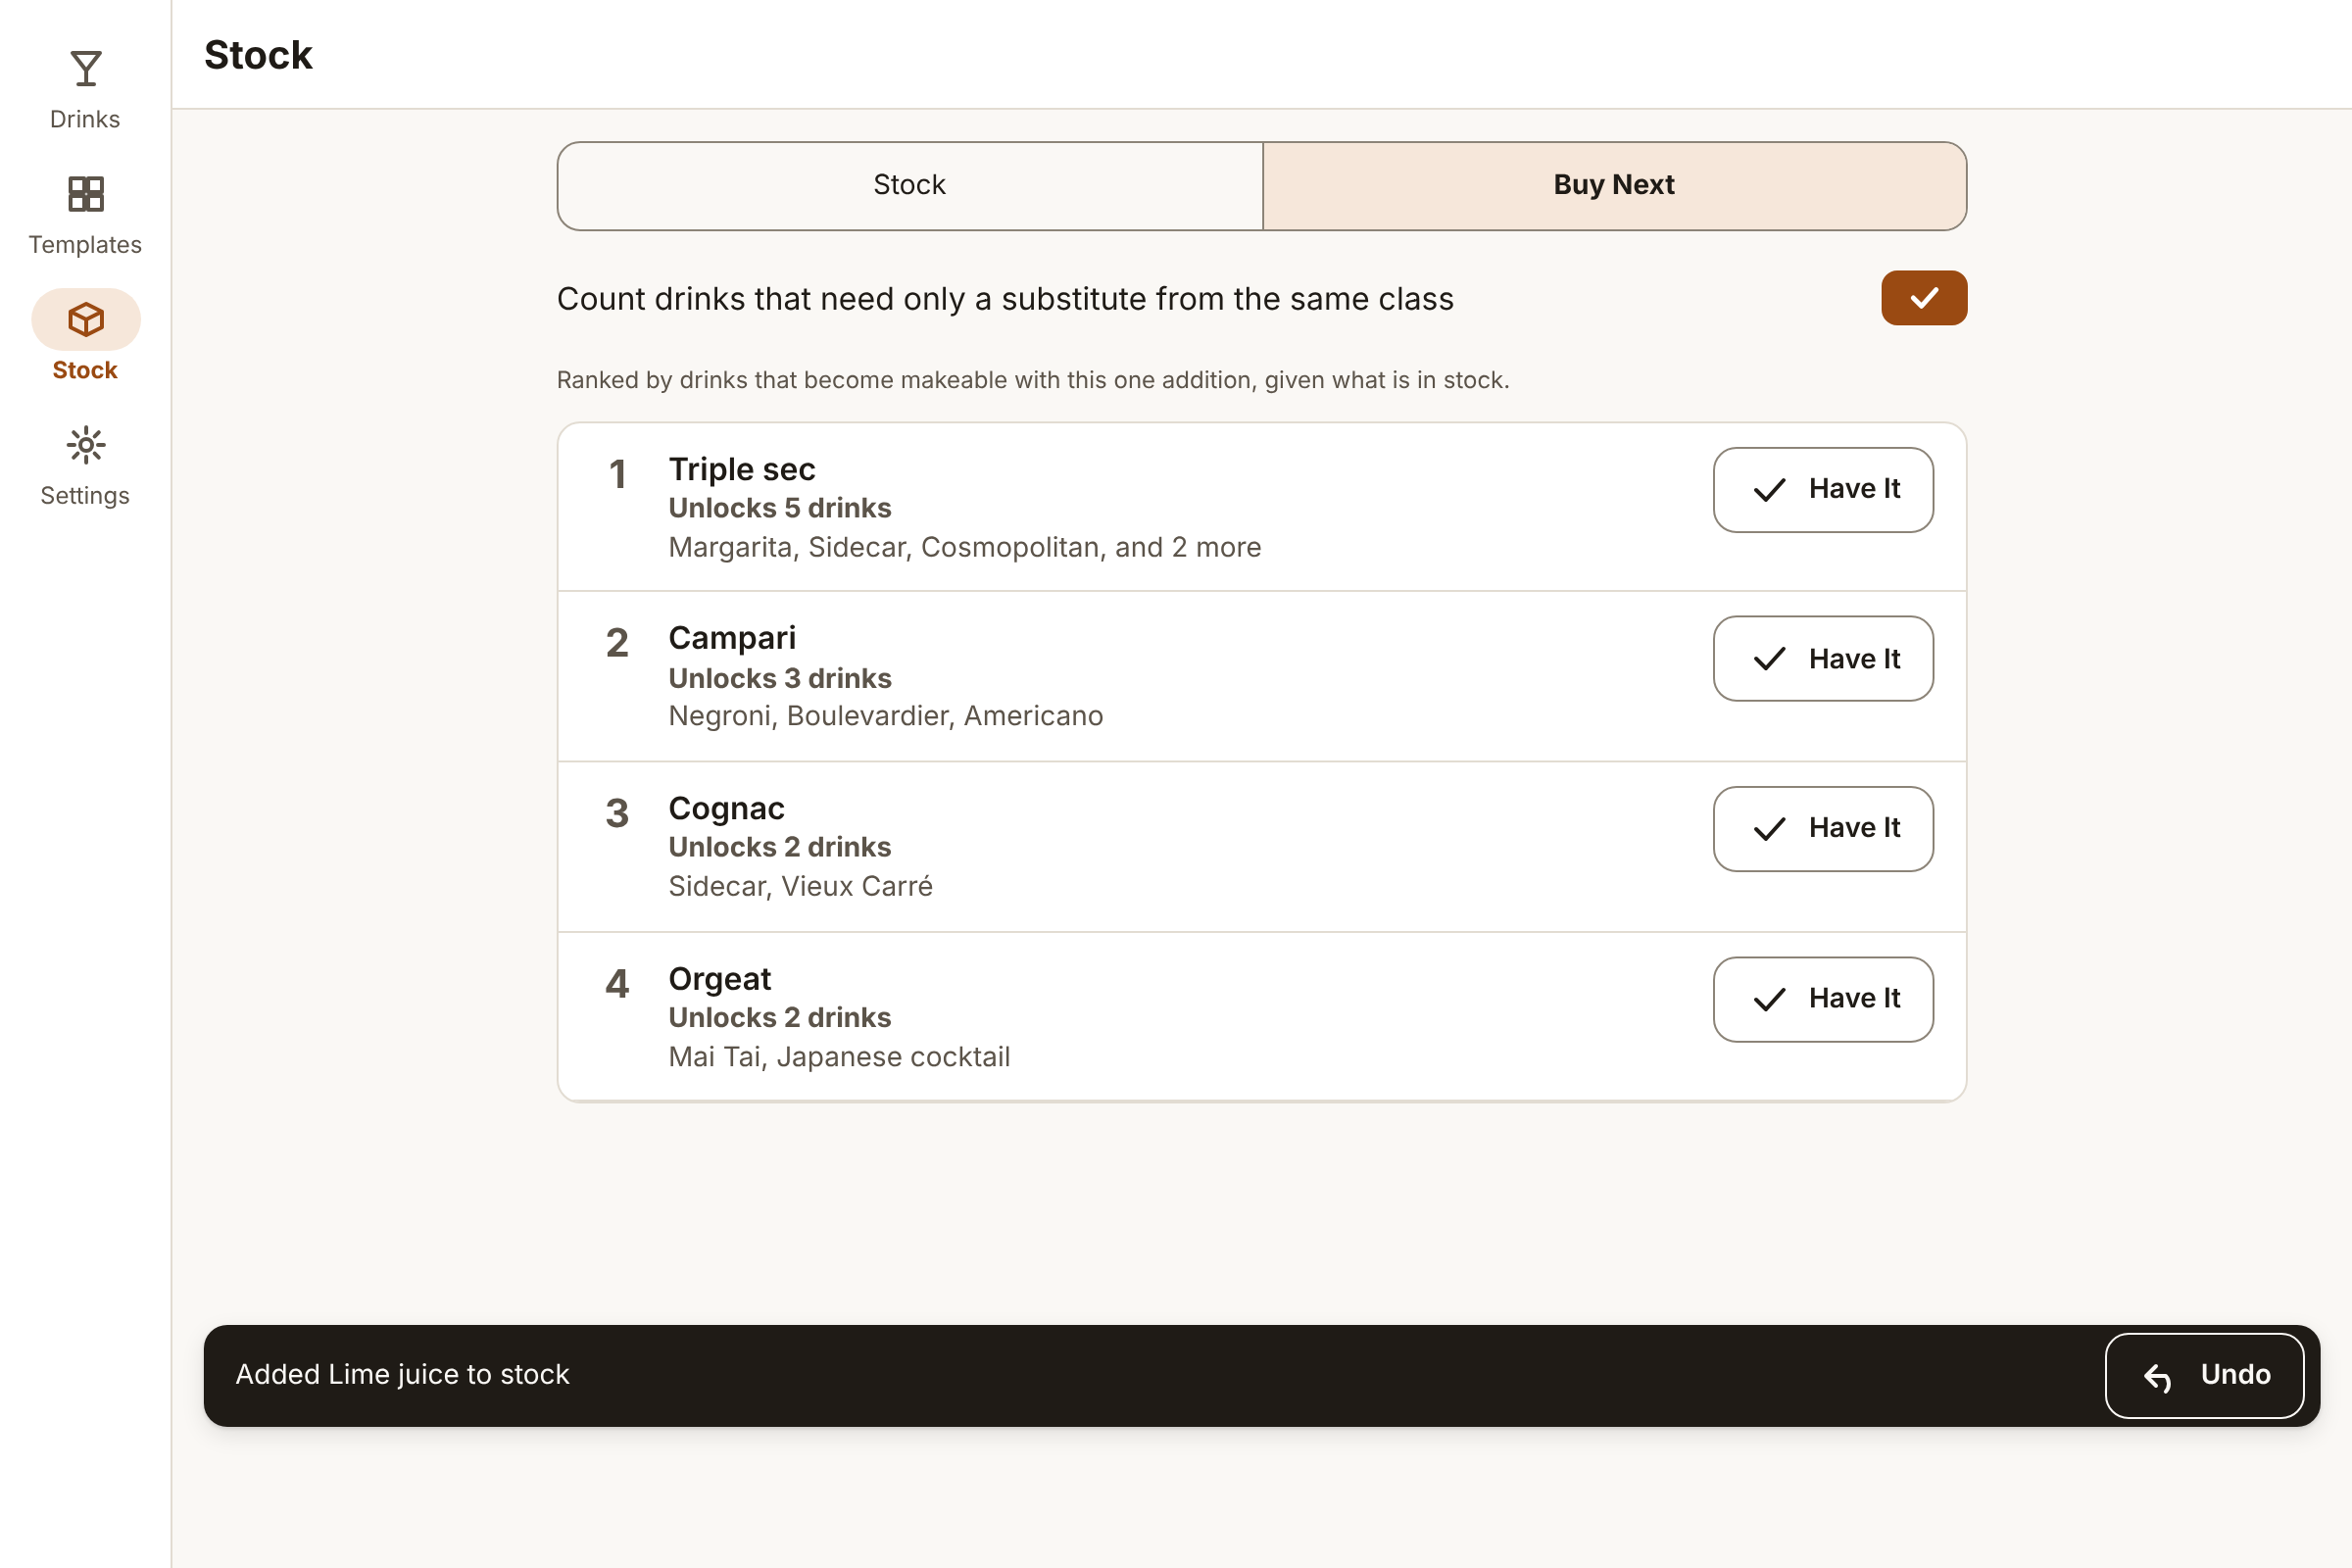 Stock
Drinks
Templates
Stock
Settings
Stock
Buy Next
Count drinks that need only a substitute from the same class
Ranked by drinks that become makeable with this one addition, given what is in stock.
1
Triple sec
Unlocks 5 drinks
Margarita, Sidecar, Cosmopolitan, and 2 more
Have It
2
Campari
Unlocks 3 drinks
Negroni, Boulevardier, Americano
Have It
3
Cognac
Unlocks 2 drinks
Sidecar, Vieux Carré
Have It
4
Orgeat
Unlocks 2 drinks
Mai Tai, Japanese cocktail
Have It
Added Lime juice to stock
Undo